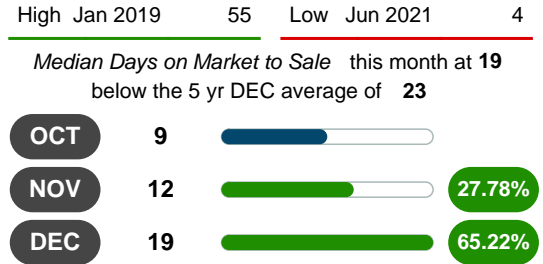 High Jan 2019 55 Low Jun 2021 4
Median Days on Market to Sale this month at 19
below the 5 yr DEC average of 23
OCT 9
NOV 12 27.78%
DEC 19 65.22%